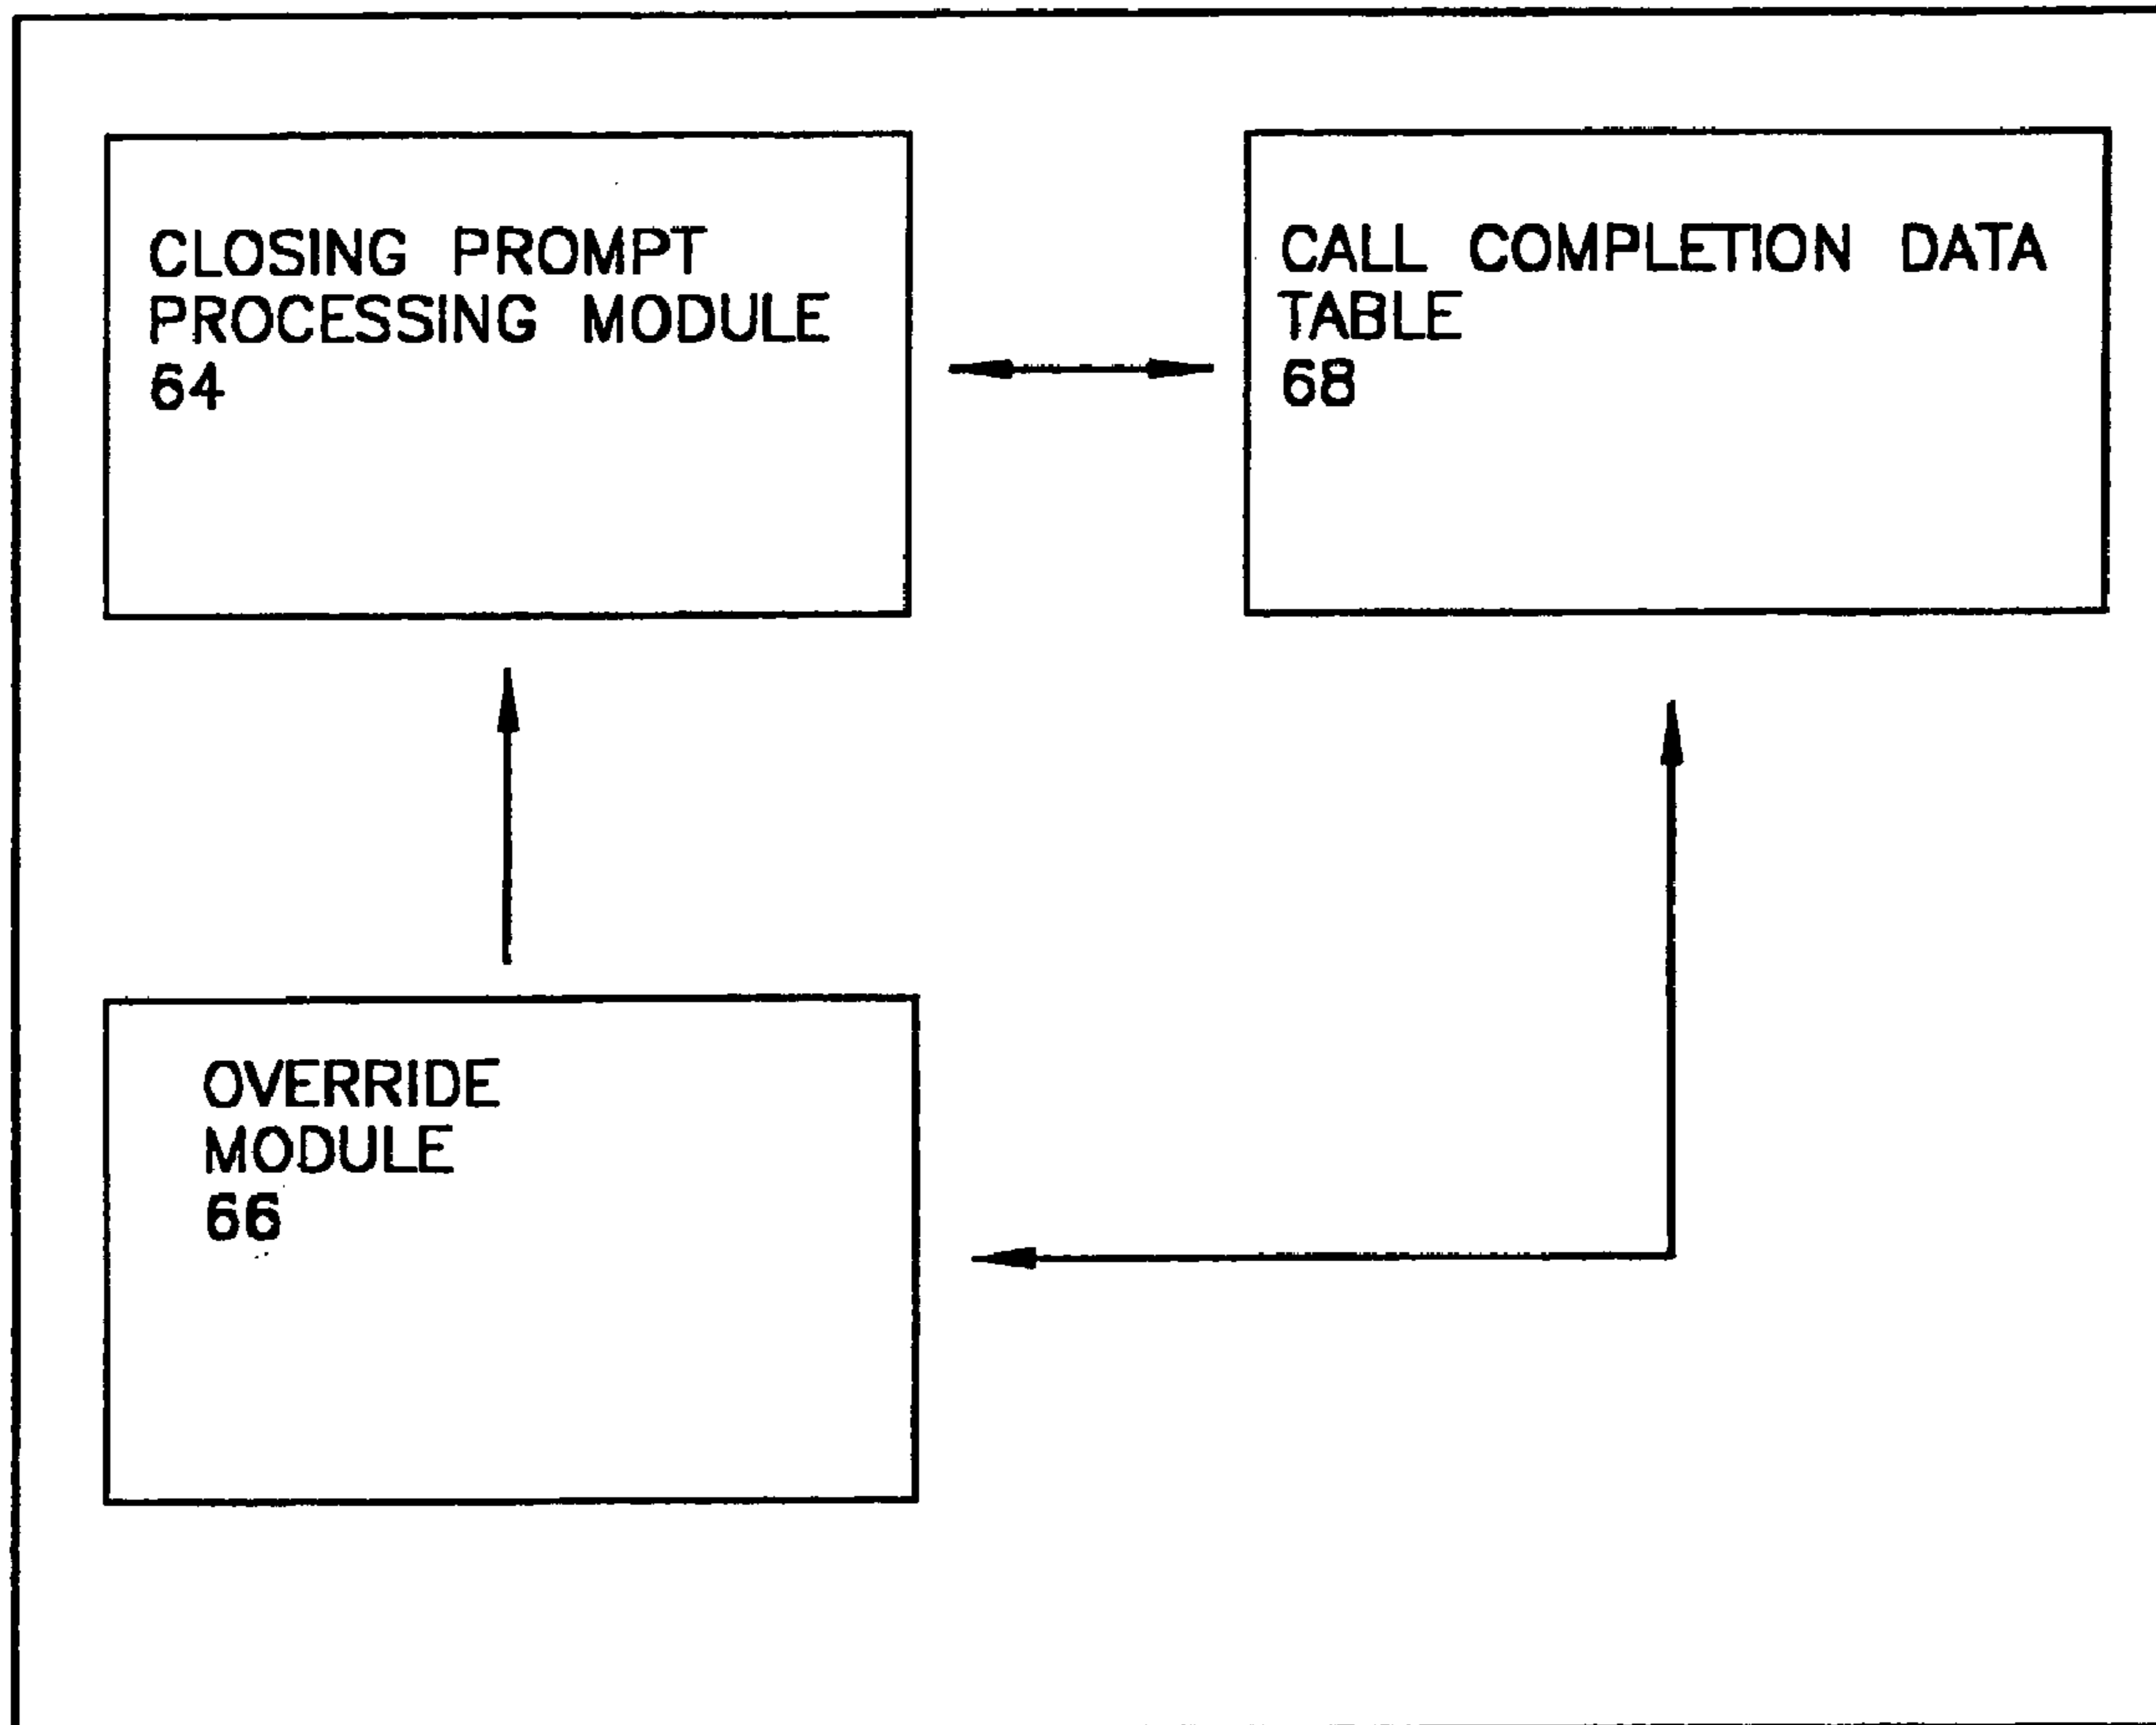 CLOSING PROMPT
PROCESSING MODULE
64
CALL COMPLETION DATA
TABLE
68
OVERRIDE
MODULE
66